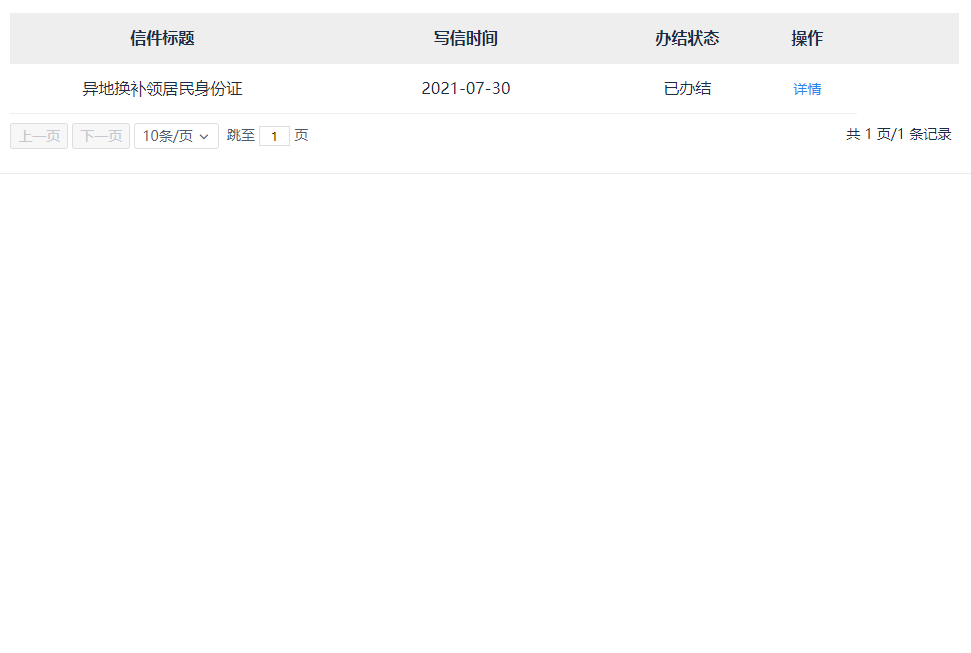 信件标题 写信时间 办结状态 操作
异地换补领居民身份证 2021-07-30 已办结 详情
上一页 下一页 10条/页 跳至 1 页 共 1 页/1 条记录